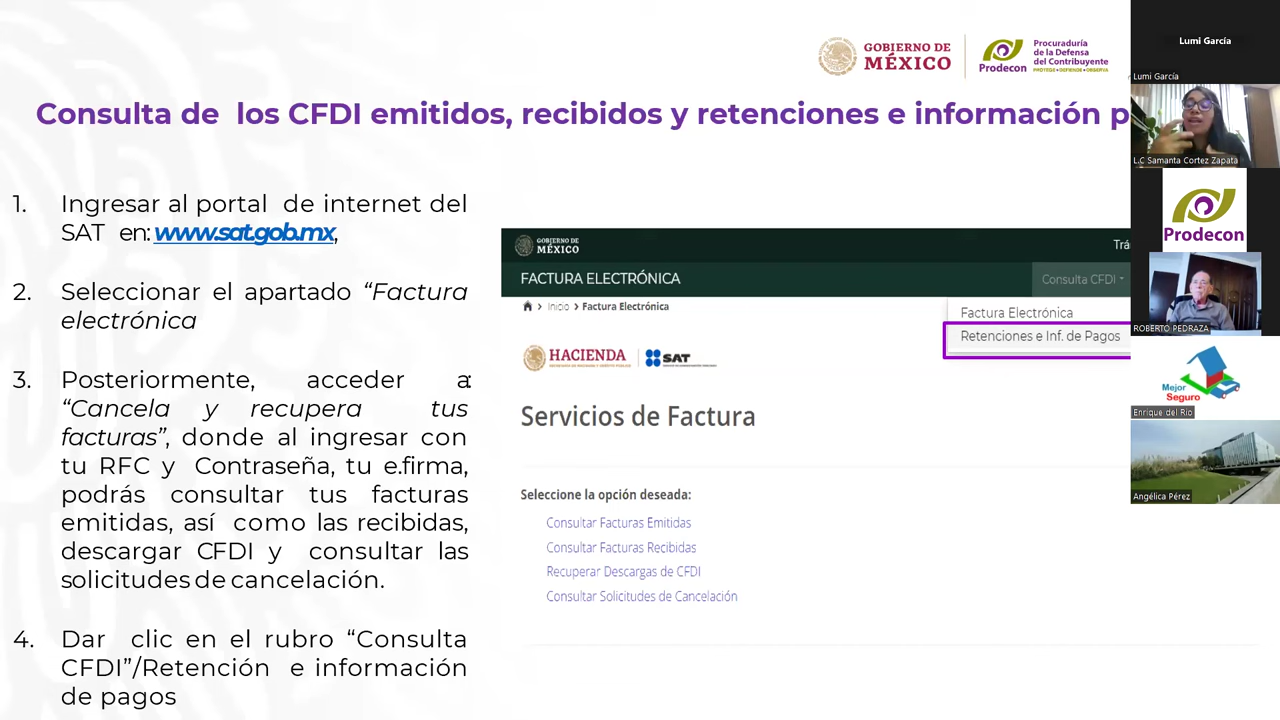 GOBIERNO DE
MÉXICO
Prodecon
Procuraduría
de la Defensa
del Contribuyente
PROTEGE • DEFIENDE • OBSERVA
Consulta de los CFDI emitidos, recibidos y retenciones e información p
1. Ingresar al portal de internet del
SAT en: www.sat.gob.mx,
2. Seleccionar el apartado “Factura
electrónica
3. Posteriormente, acceder a:
“Cancela y recupera tus
facturas”, donde al ingresar con
tu RFC y Contraseña, tu e.firma,
podrás consultar tus facturas
emitidas, así como las recibidas,
descargar CFDI y consultar las
solicitudes de cancelación.
4. Dar clic en el rubro “Consulta
CFDI”/Retención e información
de pagos
GOBIERNO DE
MÉXICO
Trá
FACTURA ELECTRÓNICA
Consulta CFDI
Inicio > Factura Electrónica
Factura Electrónica
Retenciones e Inf. de Pagos
HACIENDA
SAT
Servicios de Factura
Seleccione la opción deseada:
Consultar Facturas Emitidas
Consultar Facturas Recibidas
Recuperar Descargas de CFDI
Consultar Solicitudes de Cancelación
Lumi García
Lumi García
L.C Samanta Cortez Zapata
Prodecon
ROBERTO PEDRAZA
Mejor
Seguro
Enrique del Río
Angélica Pérez